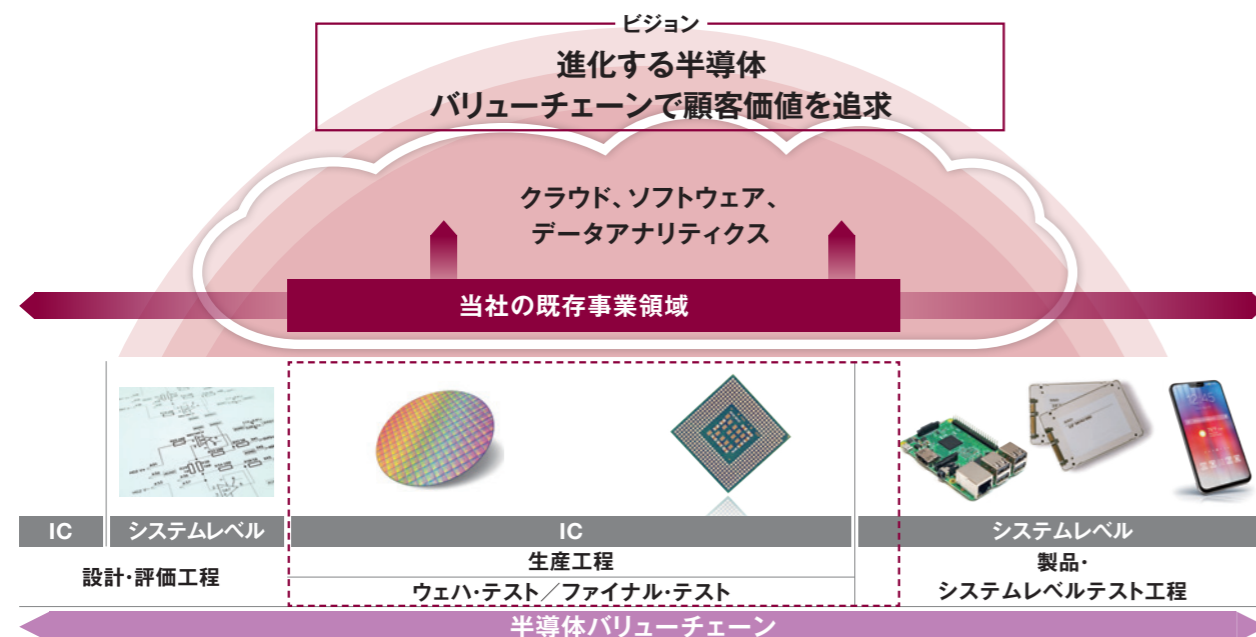 ビジョン
進化する半導体
バリューチェーンで顧客価値を追求
クラウド、ソフトウェア、
データアナリティクス
当社の既存事業領域
IC
システムレベル
IC
システムレベル
設計・評価工程
生産工程
ウェハ・テスト／ファイナル・テスト
製品・
システムレベルテスト工程
半導体バリューチェーン